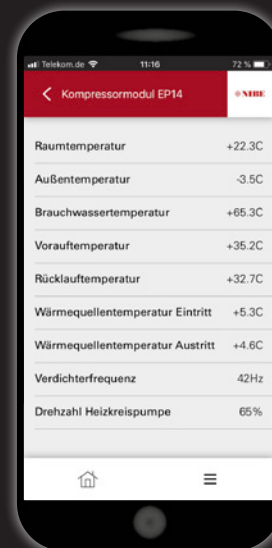 Telekom.de 11:16 72 %
Kompressormodul EP14 NIBE
Raumtemperatur +22.3C
Außentemperatur -3.5C
Brauchwassertemperatur +65.3C
Vorauftemperatur +35.2C
Rücklauftemperatur +32.7C
Wärmequellentemperatur Eintritt +5.3C
Wärmequellentemperatur Austritt +4.6C
Verdichterfrequenz 42Hz
Drehzahl Heizkreispumpe 65%